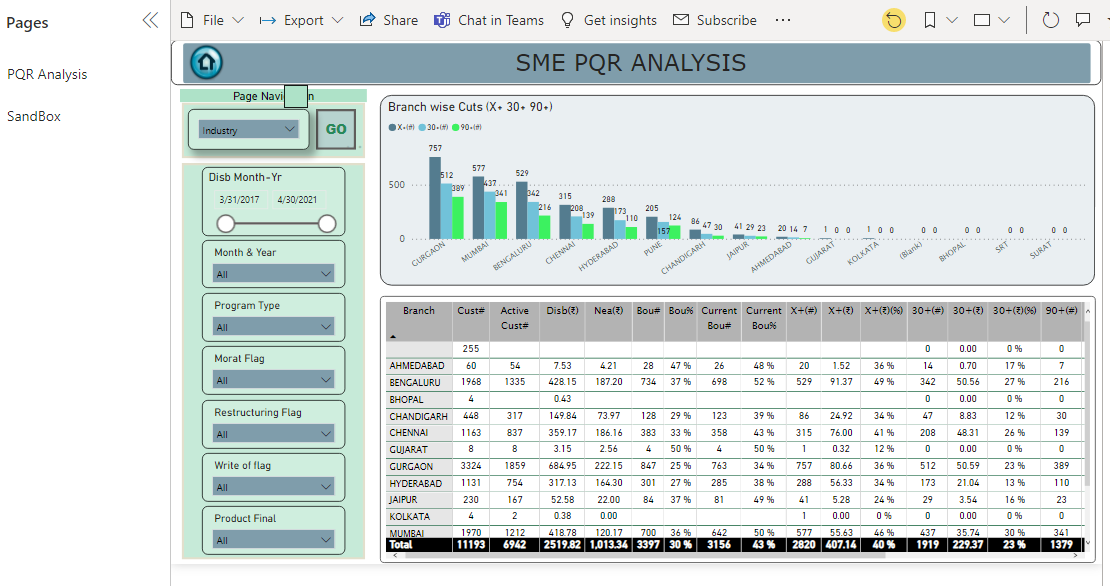 Pages
File Export Share Chat in Teams Get insights Subscribe ...
PQR Analysis
SandBox
SME PQR ANALYSIS
Page Navi n
Industry
GO
Disb Month-Yr
3/31/2017 4/30/2021
Month & Year
All
Program Type
All
Morat Flag
All
Restructuring Flag
All
Write of flag
All
Product Final
All
Branch wise Cuts (X+ 30+ 90+)
X+(#) 30+(#) 90+(#)
500
0
757 512 389
577 437 341
529 342 216
315 208 139
288 173 110
205 157 124
86 47 30
41 29 23
20 14 7
1 0 0
1 0 0
0 0
0 0
0 0
0 0
GURGAON MUMBAI BENGALURU CHENNAI HYDERABAD PUNE CHANDIGARH JAIPUR AHMEDABAD GUJARAT KOLKATA (Blank) BHOPAL SRT SURAT
Branch Cust# Active Cust# Disb(₹) Nea(₹) Bou# Bou% Current Bou# Current Bou% X+(#) X+(₹) X+(₹)(%) 30+(#) 30+(₹) 30+(₹)(%) 90+(#)
255 0 0.00 0 % 0
AHMEDABAD 60 54 7.53 4.21 28 47 % 26 48 % 20 1.52 36 % 14 0.70 17 % 7
BENGALURU 1968 1335 428.15 187.20 734 37 % 698 52 % 529 91.37 49 % 342 50.56 27 % 216
BHOPAL 4 0.43 0 0.00 0 % 0
CHANDIGARH 448 317 149.84 73.97 128 29 % 123 39 % 86 24.92 34 % 47 8.83 12 % 30
CHENNAI 1163 837 359.17 186.16 383 33 % 358 43 % 315 76.00 41 % 208 48.31 26 % 139
GUJARAT 8 8 3.15 2.56 4 50 % 4 50 % 1 0.32 12 % 0 0.00 0 % 0
GURGAON 3324 1859 684.95 222.15 847 25 % 763 34 % 757 80.66 36 % 512 50.59 23 % 389
HYDERABAD 1131 754 317.13 164.30 301 27 % 285 38 % 288 56.33 34 % 173 21.04 13 % 110
JAIPUR 230 167 52.58 22.00 84 37 % 81 49 % 41 5.28 24 % 29 3.54 16 % 23
KOLKATA 4 2 0.38 0.00 1 0.00 0 % 0 0.00 0 % 0
MUMBAI 1970 1212 418.78 120.17 700 36 % 642 50 % 577 55.63 46 % 437 35.74 30 % 341
Total 11193 6942 2519.82 1,013.34 3397 30 % 3156 43 % 2820 407.14 40 % 1919 229.37 23 % 1379